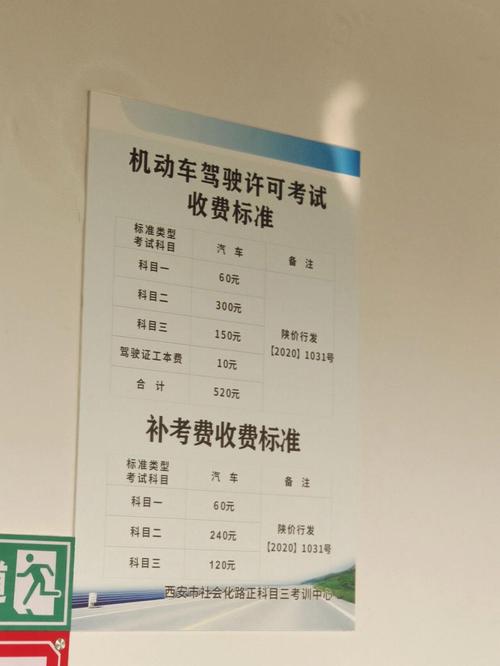 机动车驾驶许可考试
收费标准
标准类型
考试科目
汽 车
备 注
科目一
60元
科目二
300元
科目三
150元
陕价行发
【2020】1031号
驾驶证工本费
10元
合 计
520元
补考费收费标准
标准类型
考试科目
汽 车
备 注
科目一
60元
科目二
240元
陕价行发
【2020】1031号
科目三
120元
西安市社会化路正科目三考训中心
道